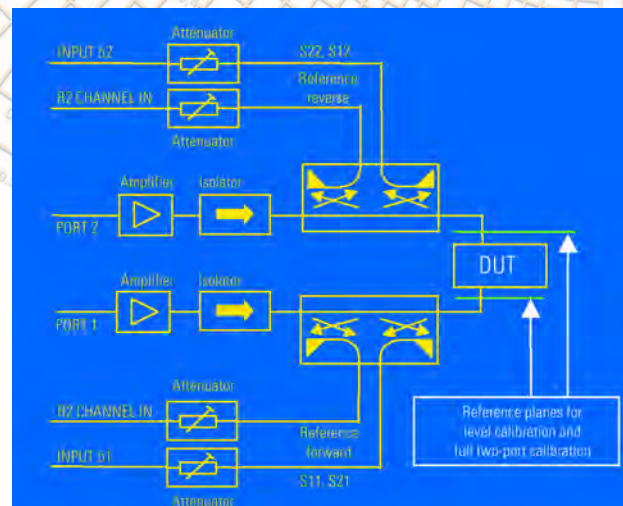 Attenuator
INPUT b2
S22, S12
R2 CHANNEL IN
Reference
reverse
Attenuator
Amplifier
Isolator
PORT 2
DUT
Amplifier
Isolator
PORT 1
Attenuator
R2 CHANNEL IN
Reference
forward
INPUT b1
S11, S21
Attenuator
Reference planes for
level calibration and
full two-port calibration